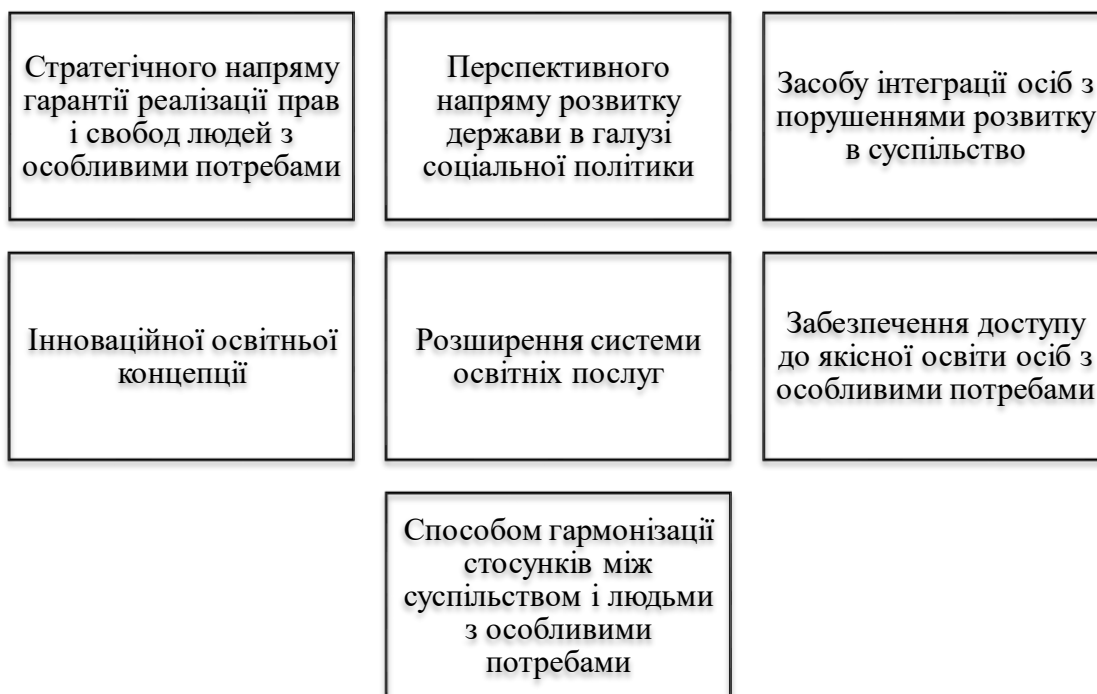 Стратегічного напряму
гарантії реалізації прав
і свобод людей з
особливими потребами
Перспективного
напряму розвитку
держави в галузі
соціальної політики
Засобу інтеграції осіб з
порушеннями розвитку
в суспільство
Інноваційної освітньої
концепції
Розширення системи
освітніх послуг
Забезпечення доступу
до якісної освіти осіб з
особливими потребами
Способом гармонізації
стосунків між
суспільством і людьми
з особливими
потребами